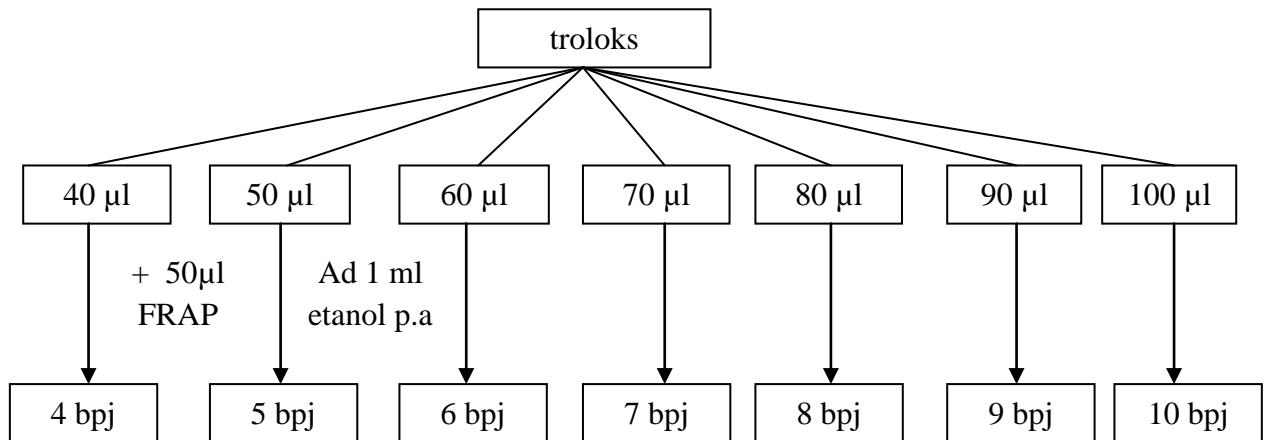 troloks
40 µl
50 µl
60 µl
70 µl
80 µl
90 µl
100 µl
+ 50µl
FRAP
Ad 1 ml
etanol p.a
4 bpj
5 bpj
6 bpj
7 bpj
8 bpj
9 bpj
10 bpj